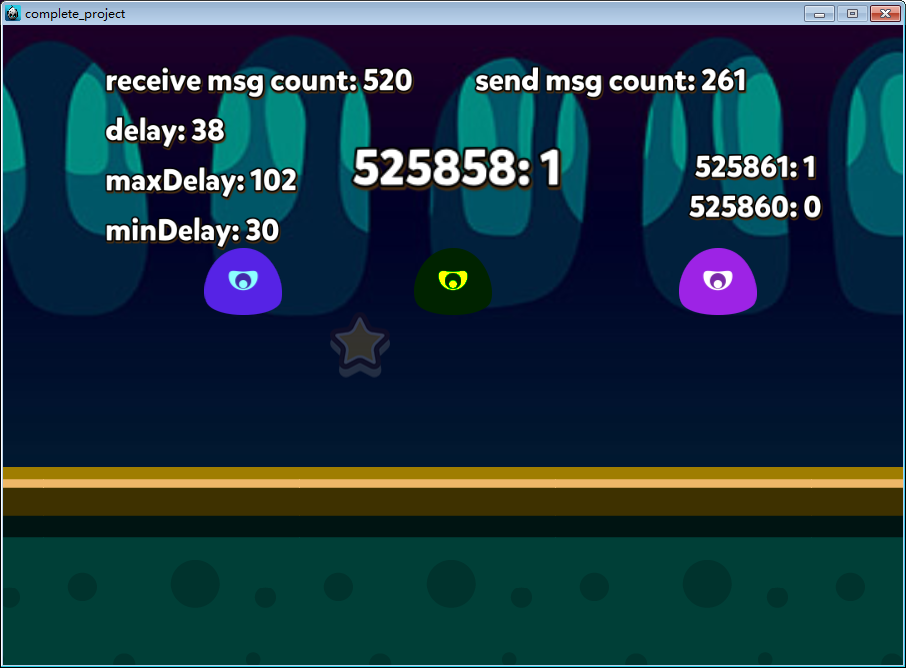 complete_project
receive msg count: 520
send msg count: 261
delay: 38
maxDelay: 102
minDelay: 30
525858: 1
525861: 1
525860: 0